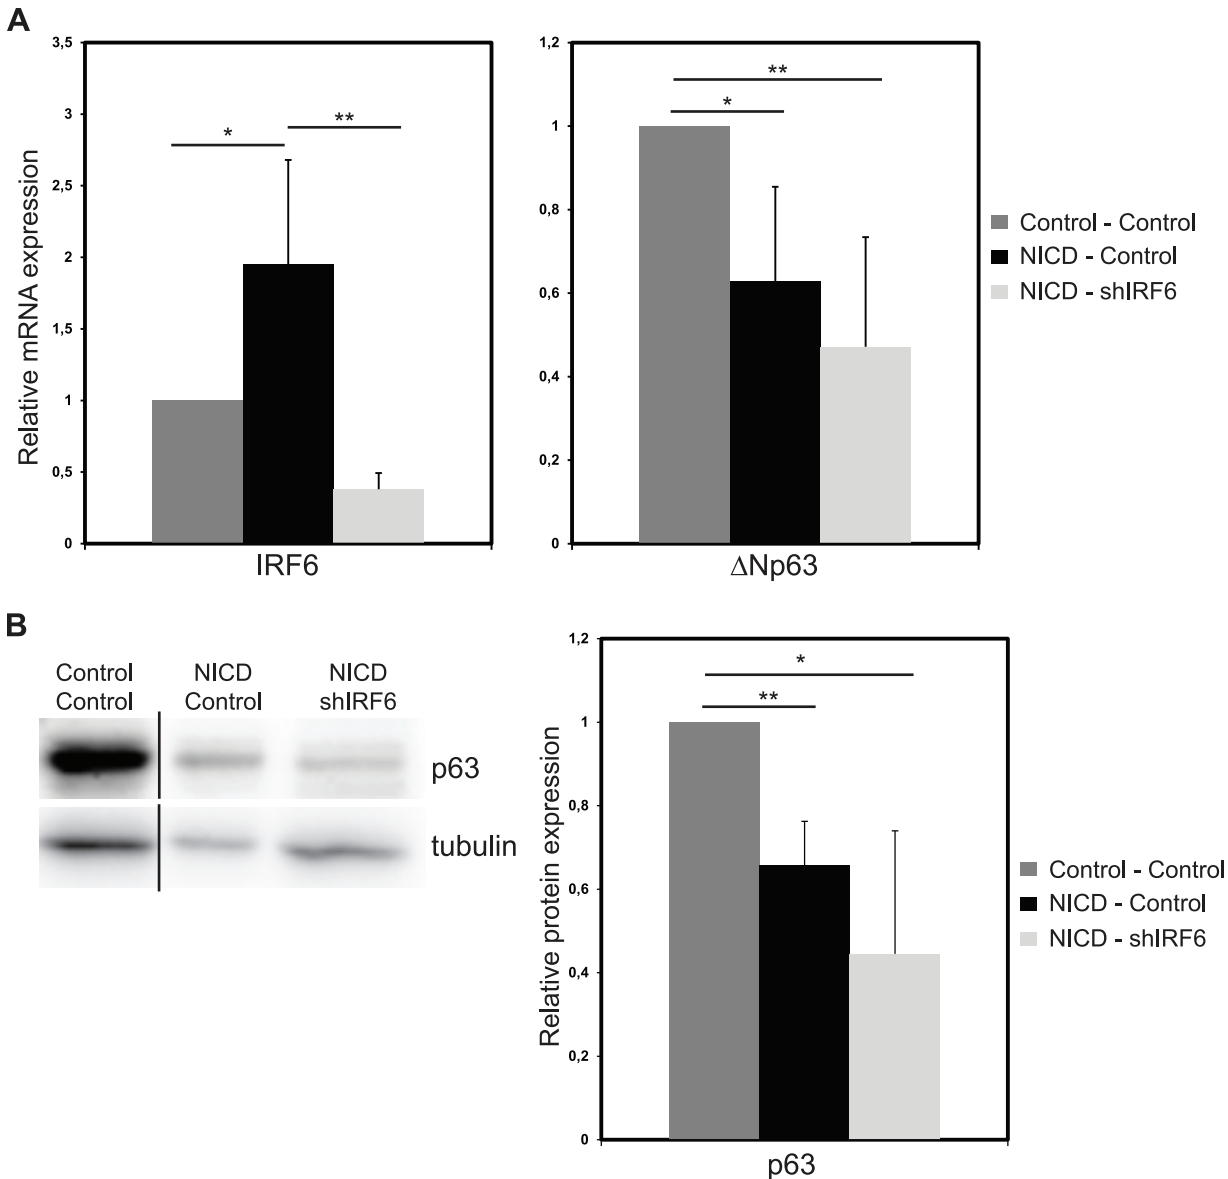 A
3,5
3
2,5
2
1,5
1
0,5
0
Relative mRNA expression
*
**
IRF6
1,2
1
0,8
0,6
0,4
0,2
0
**
*
ΔNp63
Control - Control
NICD - Control
NICD - shIRF6
B
Control NICD NICD
Control Control shIRF6
p63
tubulin
1,2
1
0,8
0,6
0,4
0,2
0
Relative protein expression
*
**
p63
Control - Control
NICD - Control
NICD - shIRF6